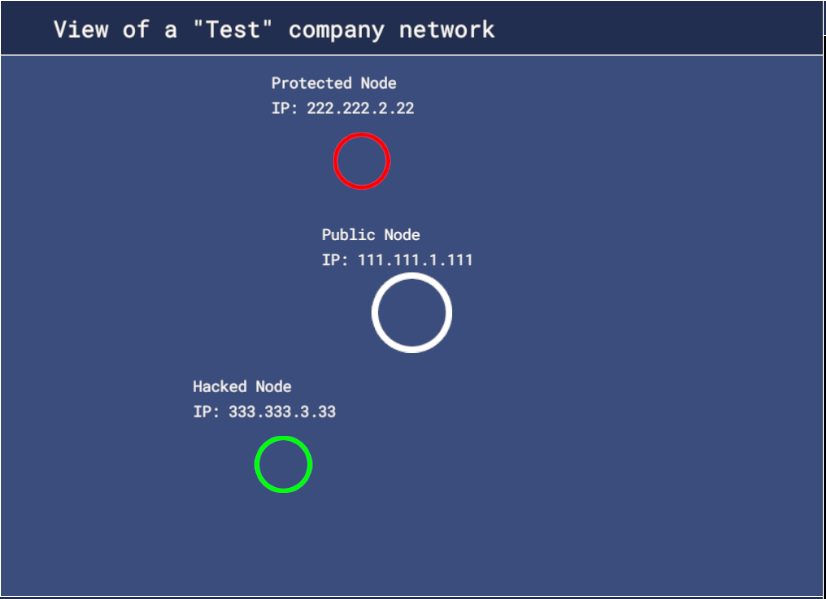 View of a "Test" company network
Protected Node
IP: 222.222.2.22
Public Node
IP: 111.111.1.111
Hacked Node
IP: 333.333.3.33